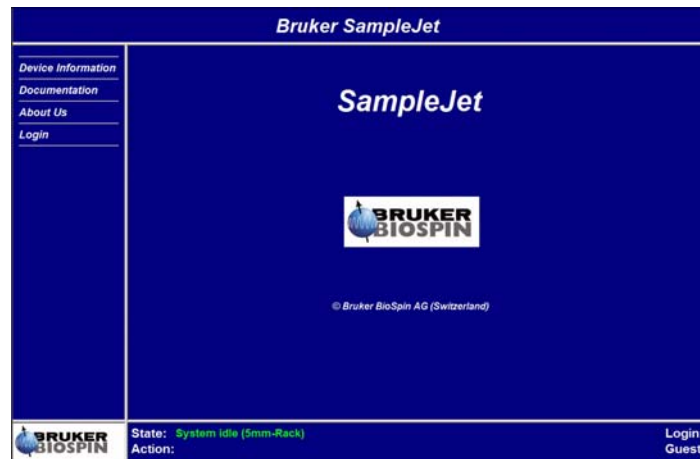 Bruker SampleJet
Device Information
Documentation
About Us
Login
SampleJet
BRUKER
BIOSPIN
© Bruker BioSpin AG (Switzerland)
BRUKER
BIOSPIN
State: System idle (5mm-Rack)
Action:
Login
Guest